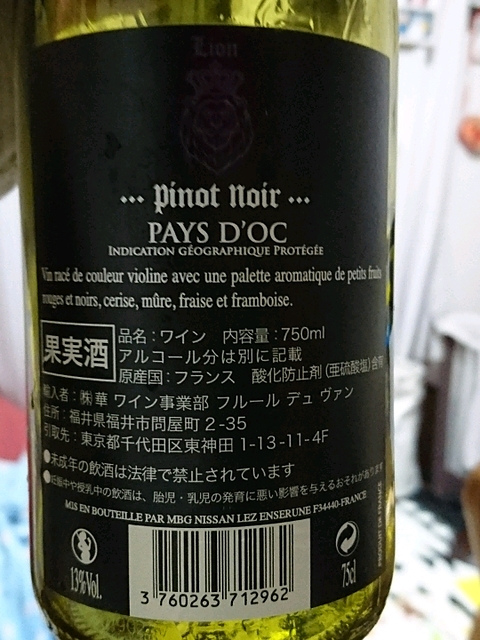 Lion
... Pinot Noir ...
PAYS D'OC
INDICATION GÉOGRAPHIQUE PROTÉGÉE
Vin racé de couleur violine avec une palette aromatique de petits fruits
rouges et noirs, cerise, mûre, fraise et framboise.
果実酒
品名：ワイン 内容量：750ml
アルコール分は別に記載
原産国：フランス 酸化防止剤（亜硫酸塩）含有
輸入者：㈱華 ワイン事業部 フルール デュ ヴァン
住所：福井県福井市問屋町2-35
引取先：東京都千代田区東神田1-13-11-4F
●未成年の飲酒は法律で禁止されています
●妊娠中や授乳中の飲酒は、胎児・乳児の発育に悪い影響を与えるおそれがあります
MIS EN BOUTEILLE PAR MBG NISSAN LEZ ENSERUNE F34440-FRANCE
PRODUIT DE FRANCE
13%Vol.
75cl
3 760263 712962